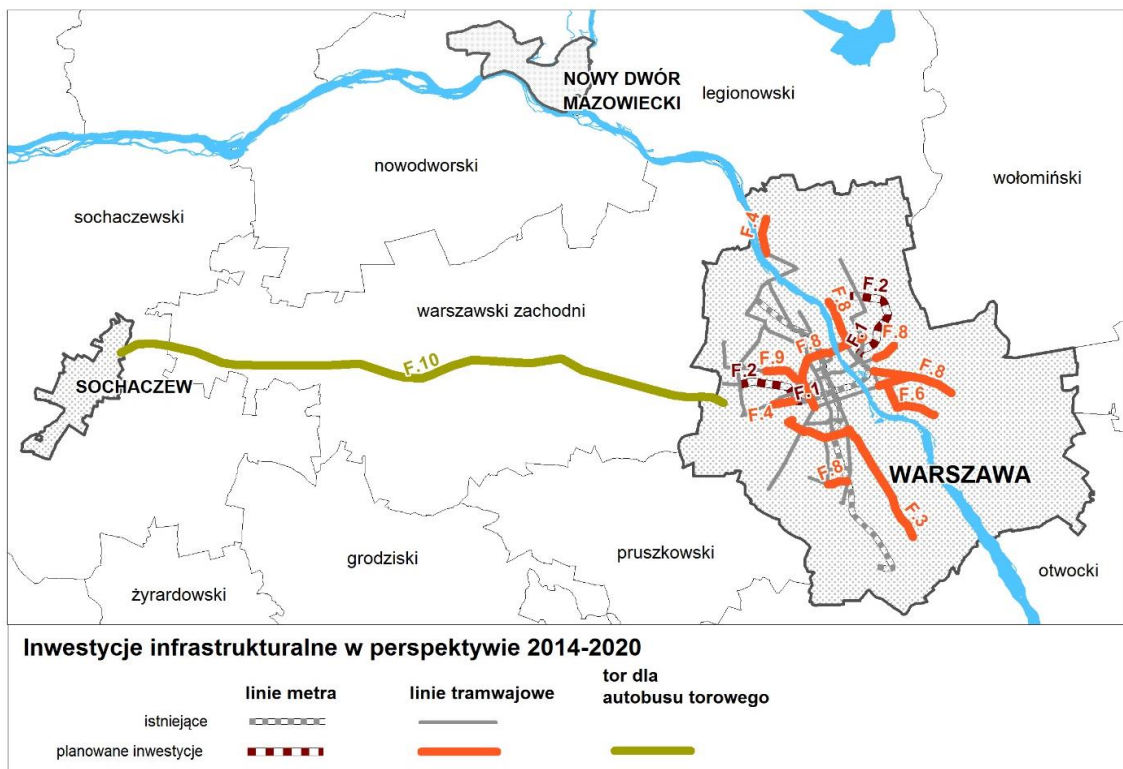 NOWY DWÓR
MAZOWIECKI
legionowski
nowodworski
wołomiński
sochaczewski
F.4
warszawski zachodni
F.2
F.8
F.1
F.8
F.8
F.9
F.8
F.10
F.2
F.1
F.6
SOCHACZEW
F.4
WARSZAWA
F.8
F.3
pruszkowski
grodziski
otwocki
żyrardowski
Inwestycje infrastrukturalne w perspektywie 2014-2020
linie metra
linie tramwajowe
tor dla
autobusu torowego
istniejące
planowane inwestycje